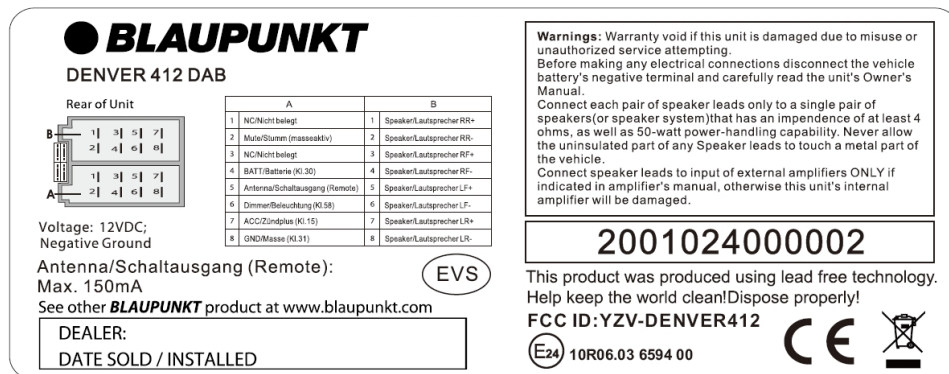 BLAUPUNKT
DENVER 412 DAB
Rear of Unit
B
1 3 5 7
2 4 6 8
1 3 5 7
A
2 4 6 8
Voltage: 12VDC;
Negative Ground
A B
1 NC/Nicht belegt 1 Speaker/Lautsprecher RR+
2 Mute/Stumm (masseaktiv) 2 Speaker/Lautsprecher RR-
3 NC/Nicht belegt 3 Speaker/Lautsprecher RF+
4 BATT/Batterie (Kl.30) 4 Speaker/Lautsprecher RF-
5 Antenna/Schaltausgang (Remote) 5 Speaker/Lautsprecher LF+
6 Dimmer/Beleuchtung (Kl.58) 6 Speaker/Lautsprecher LF-
7 ACC/Zündplus (Kl.15) 7 Speaker/Lautsprecher LR+
8 GND/Masse (Kl.31) 8 Speaker/Lautsprecher LR-
Antenna/Schaltausgang (Remote):
Max. 150mA
EVS
See other BLAUPUNKT product at www.blaupunkt.com
DEALER:
DATE SOLD / INSTALLED
Warnings: Warranty void if this unit is damaged due to misuse or
unauthorized service attempting.
Before making any electrical connections disconnect the vehicle
battery's negative terminal and carefully read the unit's Owner's
Manual.
Connect each pair of speaker leads only to a single pair of
speakers(or speaker system)that has an impendence of at least 4
ohms, as well as 50-watt power-handling capability. Never allow
the uninsulated part of any Speaker leads to touch a metal part of
the vehicle.
Connect speaker leads to input of external amplifiers ONLY if
indicated in amplifier's manual, otherwise this unit's internal
amplifier will be damaged.
2001024000002
This product was produced using lead free technology.
Help keep the world clean!Dispose properly!
FCC ID:YZV-DENVER412
E24 10R06.03 6594 00
CE